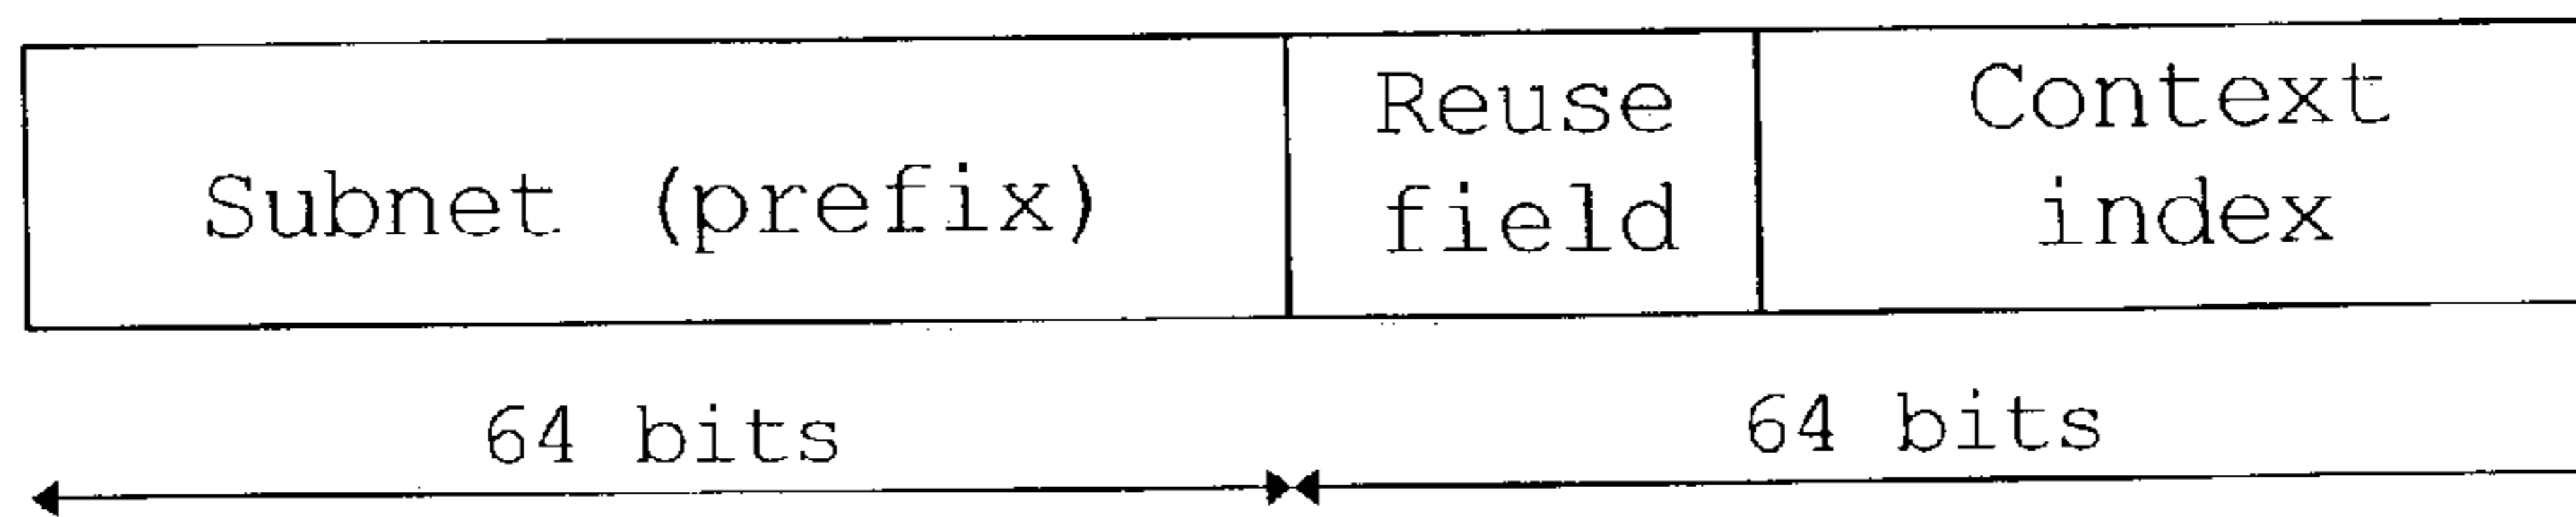 Subnet (prefix)
Reuse
field
Context
index
64 bits
64 bits